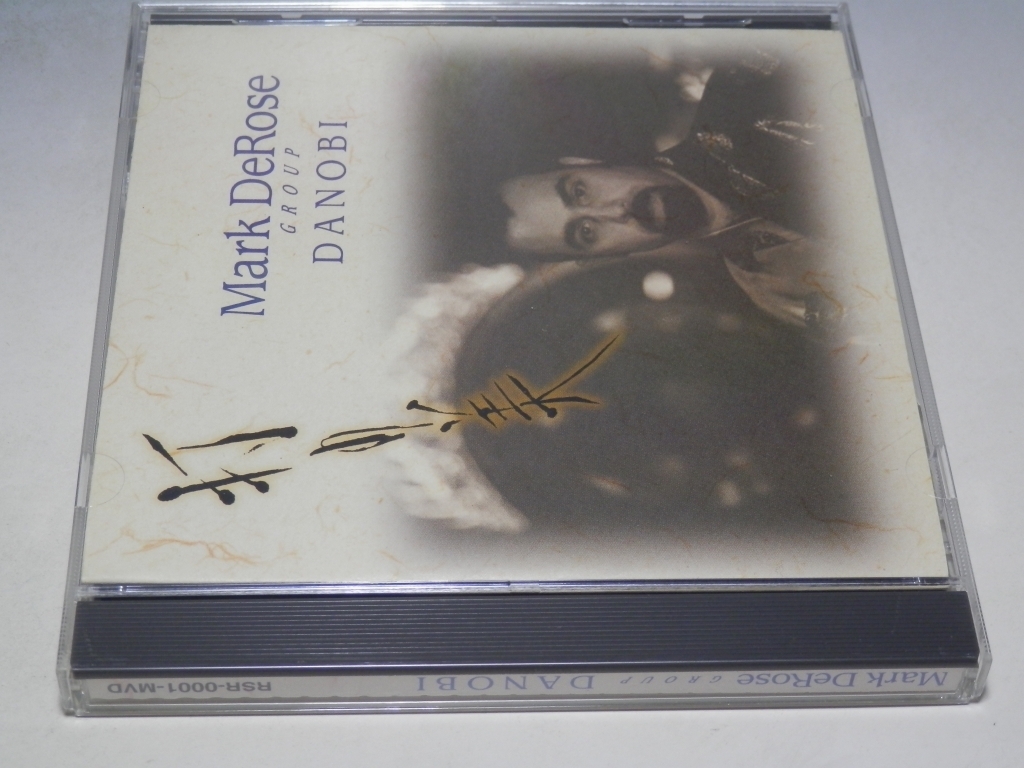 Mark DeRose
GROUP
DANOBI
Mark DeRose GROUP DANOBI RSR-0001-MVD